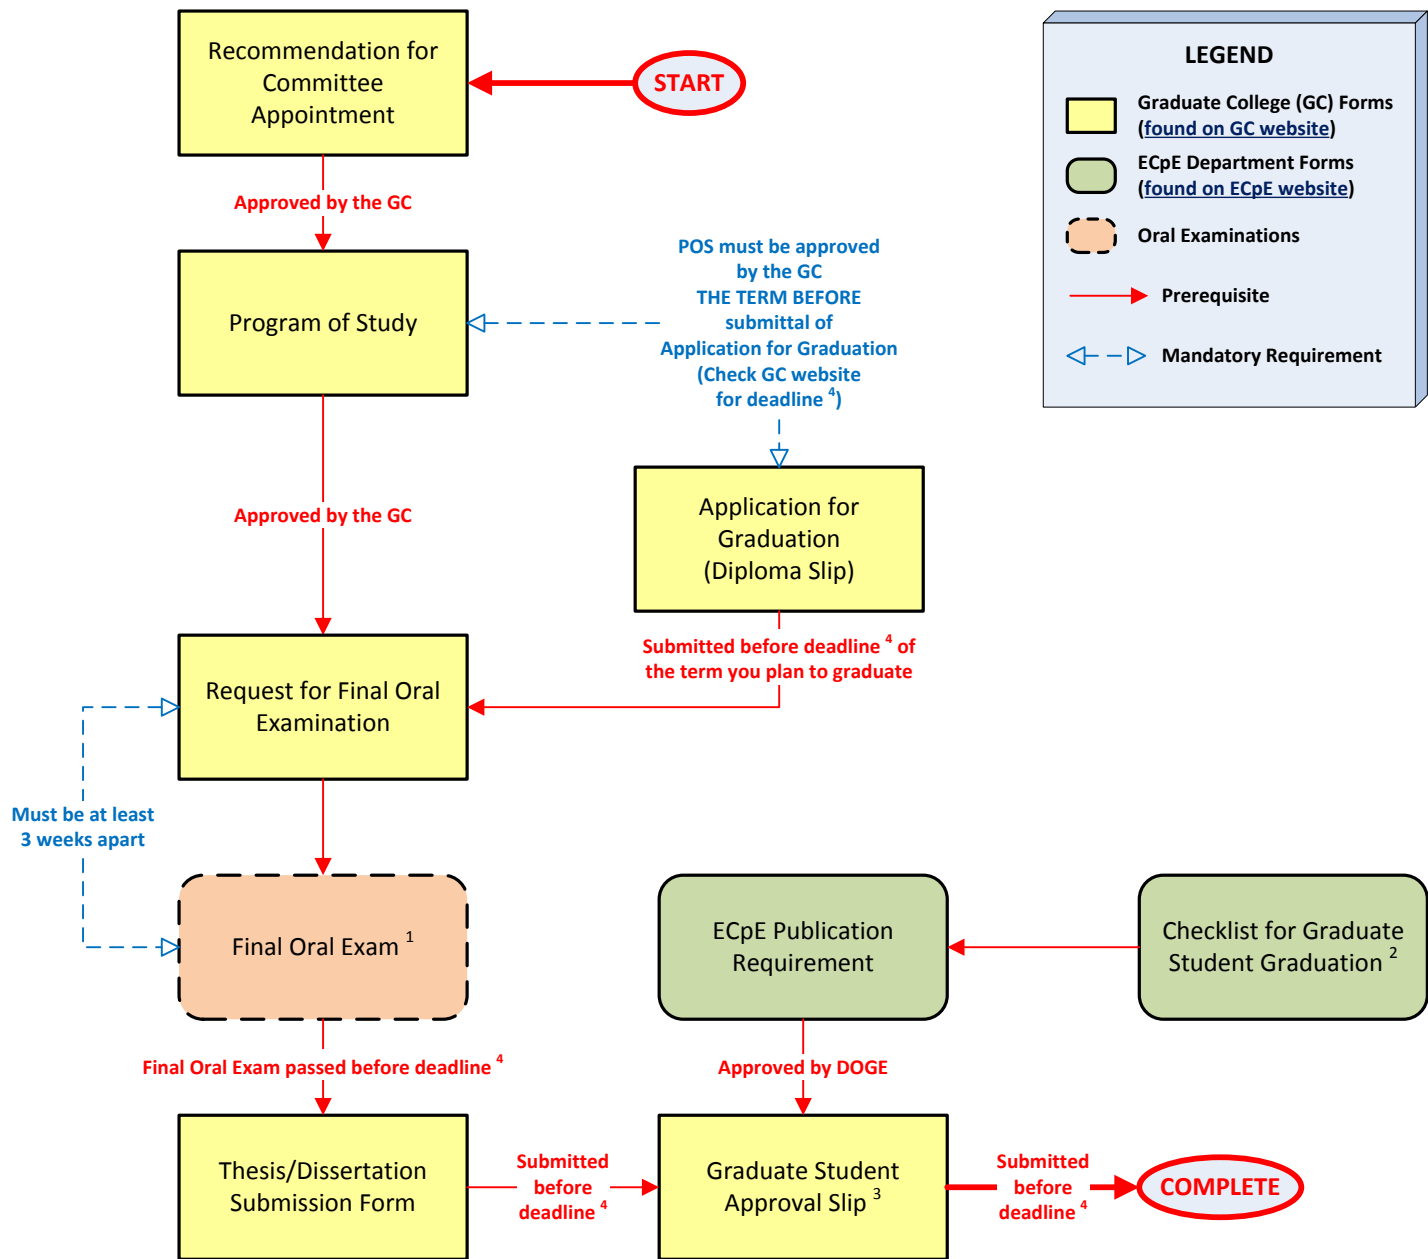 Recommendation for
Committee
Appointment
START
LEGEND
Graduate College (GC) Forms
(found on GC website)
ECpE Department Forms
(found on ECpE website)
Oral Examinations
Prerequisite
Mandatory Requirement
Approved by the GC
Program of Study
POS must be approved
by the GC
THE TERM BEFORE
submittal of
Application for Graduation
(Check GC website
for deadline 4)
Approved by the GC
Application for
Graduation
(Diploma Slip)
Submitted before deadline 4 of
the term you plan to graduate
Request for Final Oral
Examination
Must be at least
3 weeks apart
Final Oral Exam 1
ECpE Publication
Requirement
Checklist for Graduate
Student Graduation 2
Final Oral Exam passed before deadline 4
Approved by DOGE
Thesis/Dissertation
Submission Form
Submitted
before
deadline 4
Graduate Student
Approval Slip 3
Submitted
before
deadline 4
COMPLETE